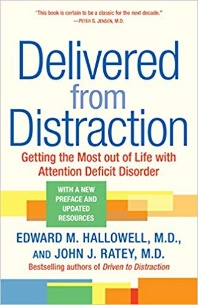 "This book is certain to be a classic for the next decade."
—PETER S. JENSEN, M.D.
Delivered
from
Distraction
Getting the Most out of Life with
Attention Deficit Disorder
WITH A NEW
PREFACE AND
UPDATED
RESOURCES
EDWARD M. HALLOWELL, M.D.,
AND JOHN J. RATEY, M.D.
Bestselling authors of Driven to Distraction